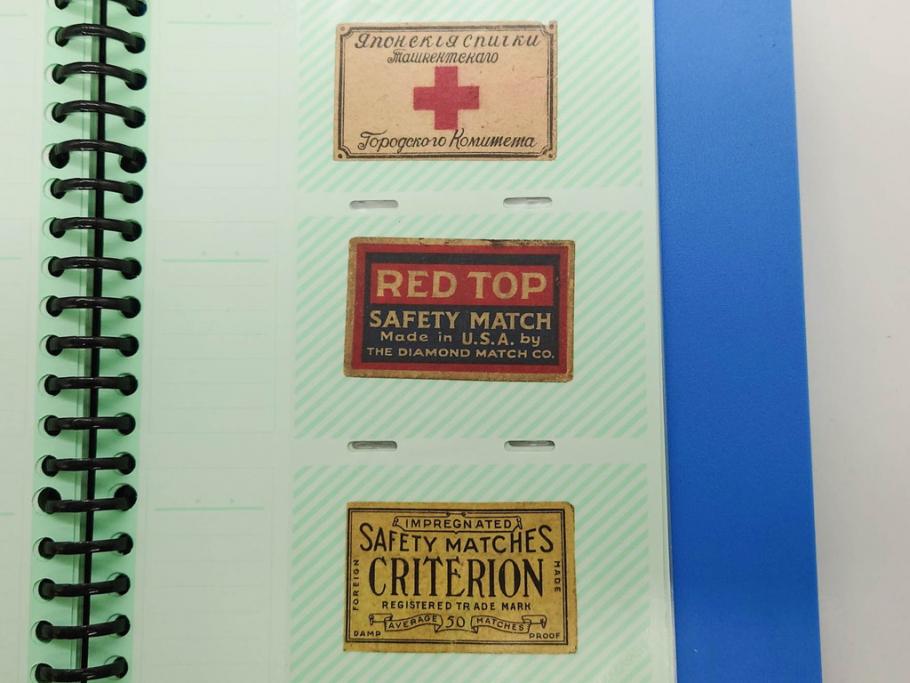 Японскія спички
Ташкентскаго
Городского Комитета
RED TOP
SAFETY MATCH
Made in U.S.A. by
THE DIAMOND MATCH CO.
IMPREGNATED
SAFETY MATCHES
CRITERION
FOREIGN
MADE
REGISTERED TRADE MARK
AVERAGE 50 MATCHES
DAMP PROOF